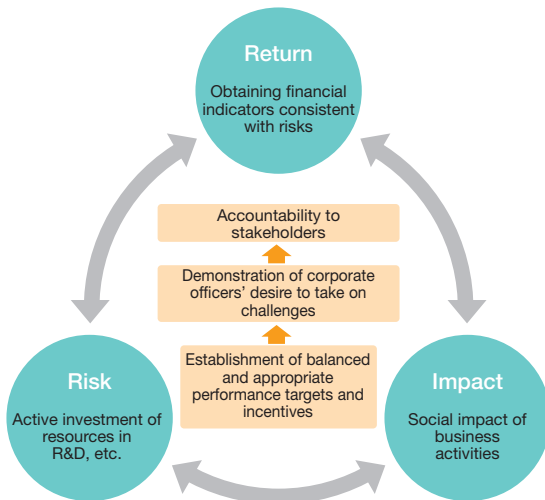 Return
Obtaining financial
indicators consistent
with risks
Accountability to
stakeholders
Demonstration of corporate
officers' desire to take on
challenges
Establishment of balanced
and appropriate
performance targets and
incentives
Risk
Active investment of
resources in
R&D, etc.
Impact
Social impact of
business
activities